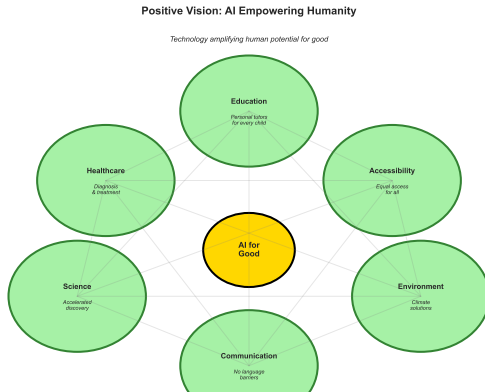 Positive Vision: AI Empowering Humanity
Technology amplifying human potential for good
Education
Personal tutors
for every child
Healthcare
Diagnosis
& treatment
Accessibility
Equal access
for all
AI for
Good
Science
Accelerated
discovery
Environment
Climate
solutions
Communication
No language
barriers